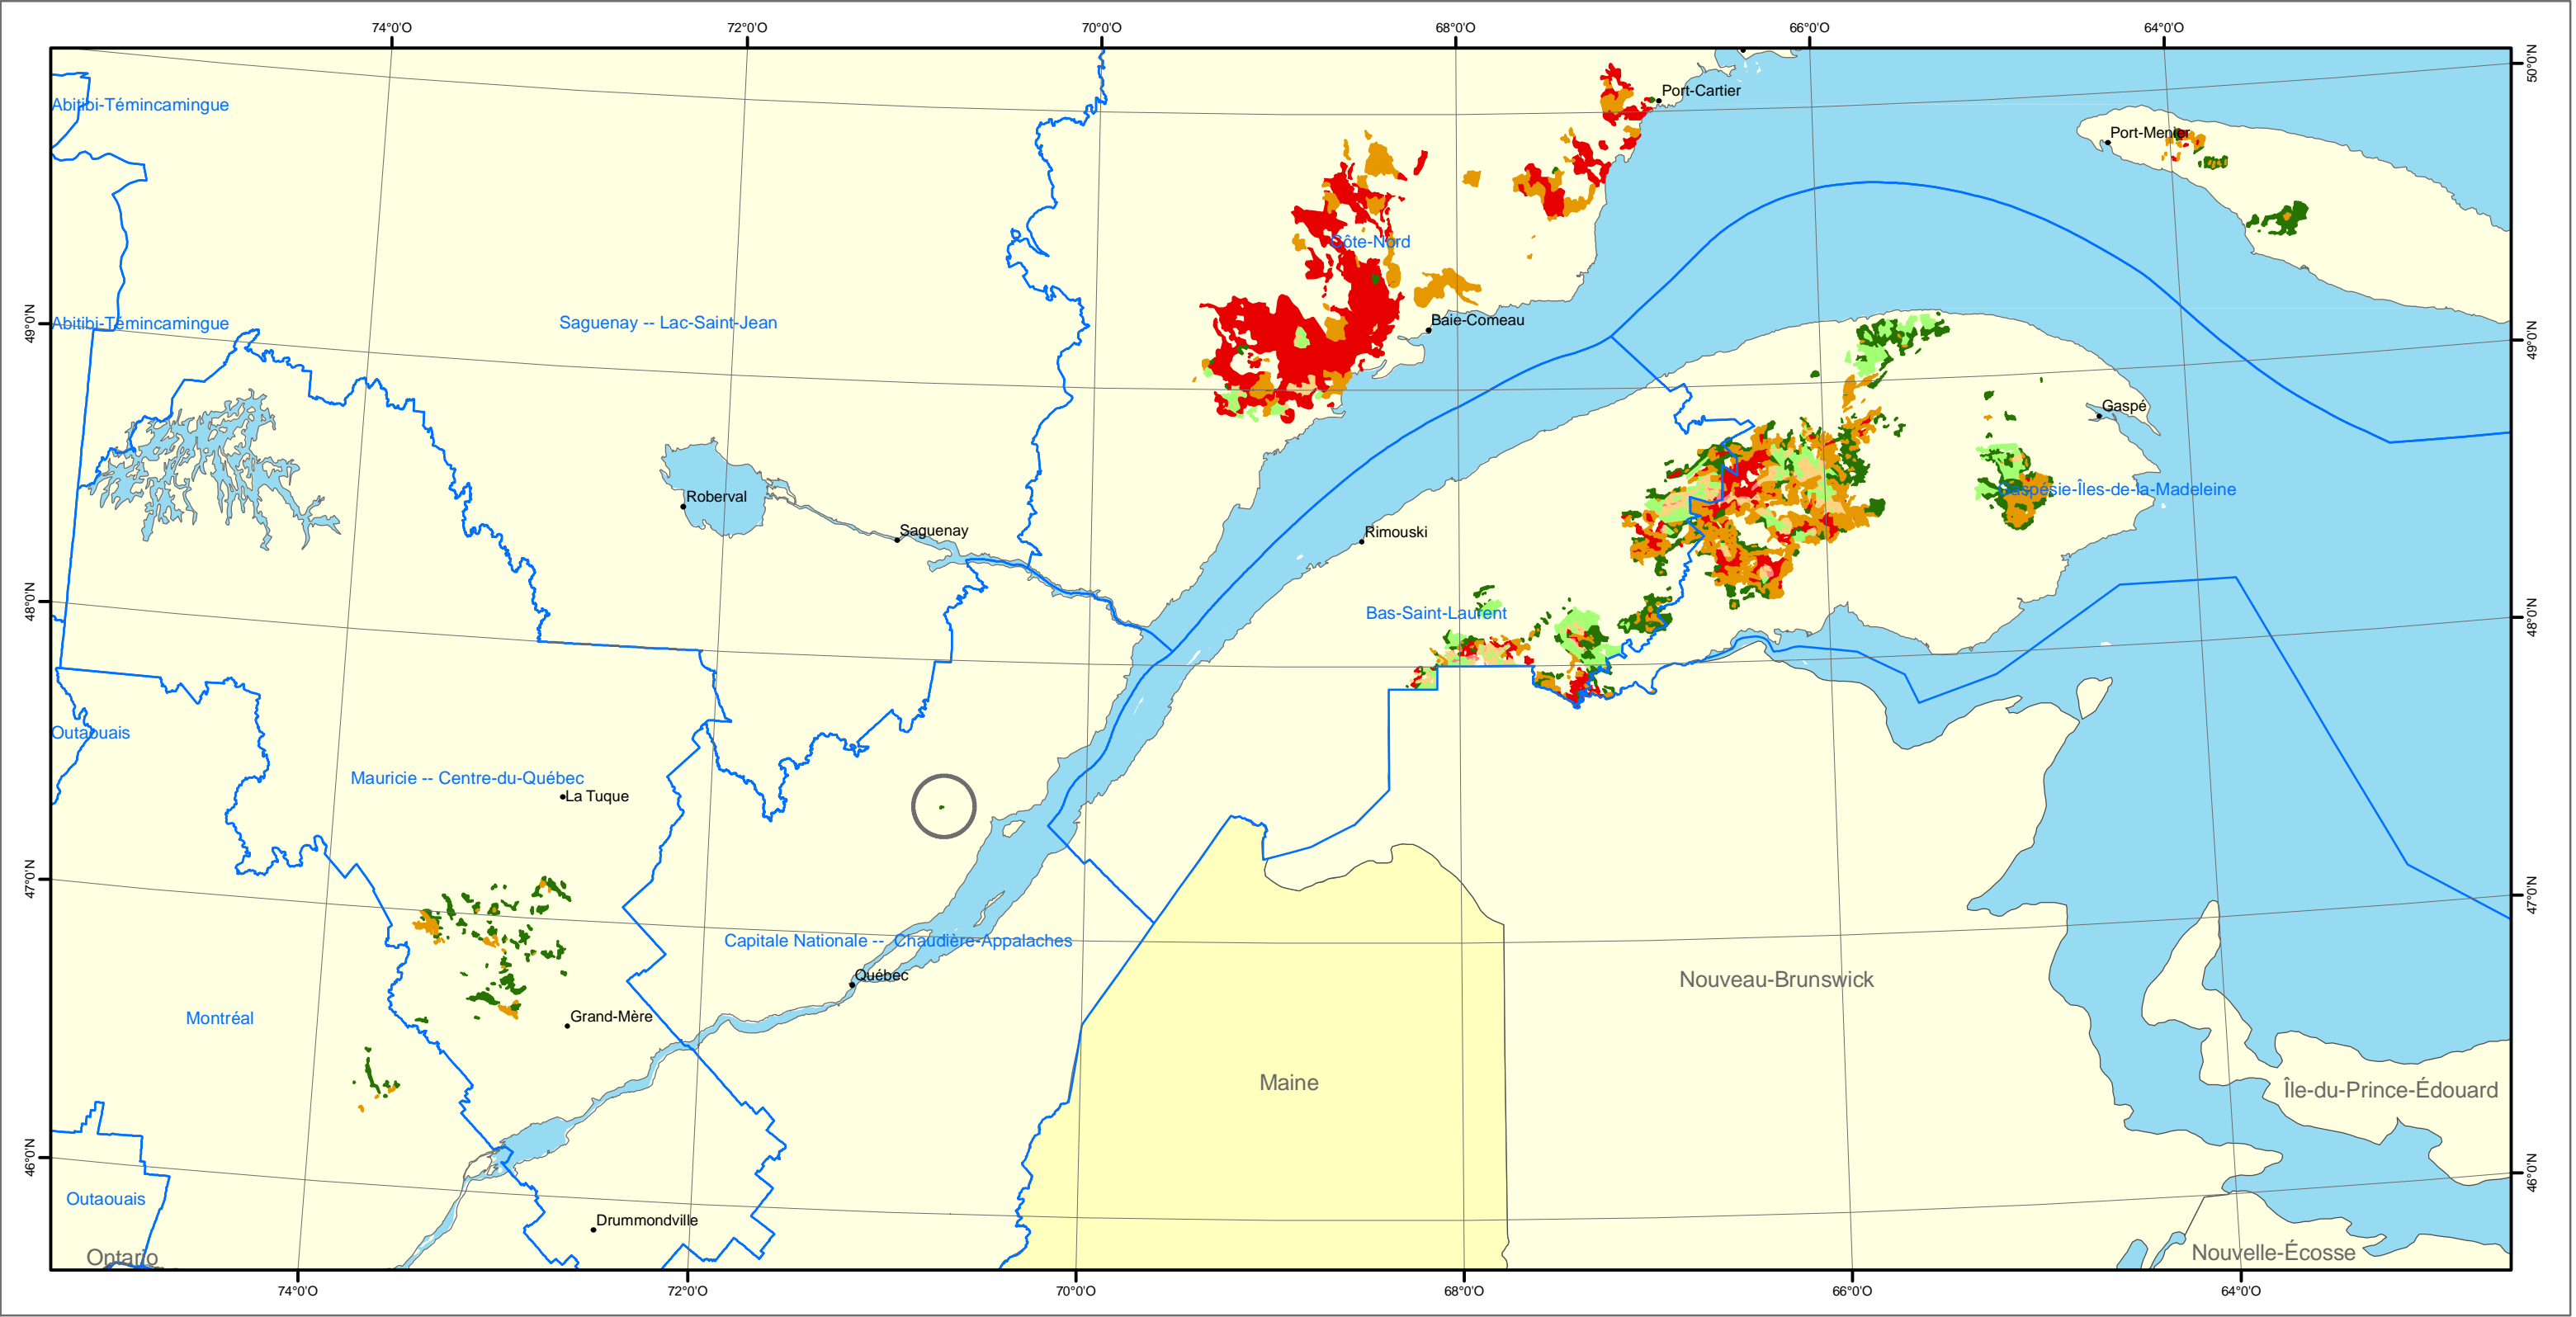 74°0'O 72°0'O 70°0'O 68°0'O 66°0'O 64°0'O
50°0'N
Port-Cartier
Abitibi-Témincamingue
Port-Menier
Côte-Nord
49°0'N
Abitibi-Témincamingue
Saguenay -- Lac-Saint-Jean
Baie-Comeau
49°0'N
Gaspé
Gaspésie-Îles-de-la-Madeleine
Roberval
Saguenay
Rimouski
48°0'N
Bas-Saint-Laurent
48°0'N
Outaouais
Mauricie -- Centre-du-Québec
La Tuque
47°0'N
47°0'N
Capitale Nationale -- Chaudière-Appalaches
Québec
Nouveau-Brunswick
Montréal
Grand-Mère
Maine
Île-du-Prince-Édouard
46°0'N
46°0'N
Outaouais
Drummondville
Ontario
Nouvelle-Écosse
74°0'O 72°0'O 70°0'O 68°0'O 66°0'O 64°0'O